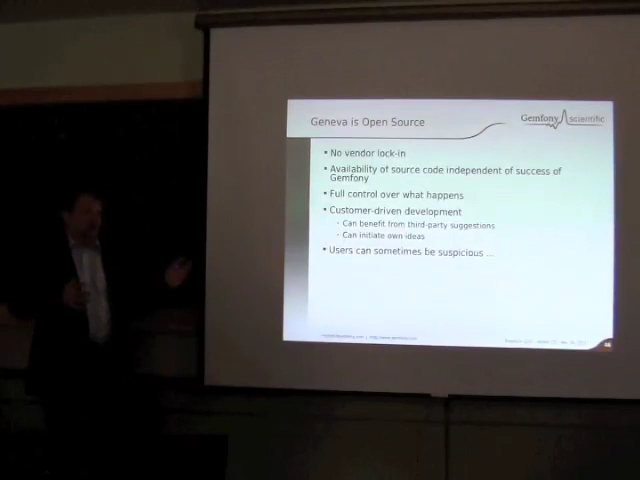 Geneva is Open Source
Gemfony scientific
• No vendor lock-in
• Availability of source code independent of success of
Gemfony
• Full control over what happens
• Customer-driven development
- Can benefit from third-party suggestions
- Can initiate own ideas
• Users can sometimes be suspicious ...